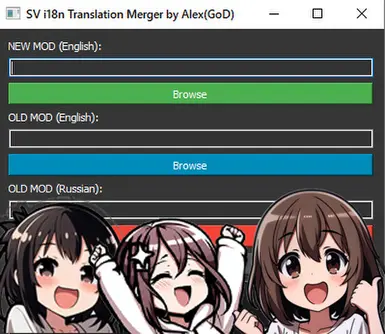 SV i18n Translation Merger by Alex(GoD)
NEW MOD (English):
Browse
OLD MOD (English):
Browse
OLD MOD (Russian):